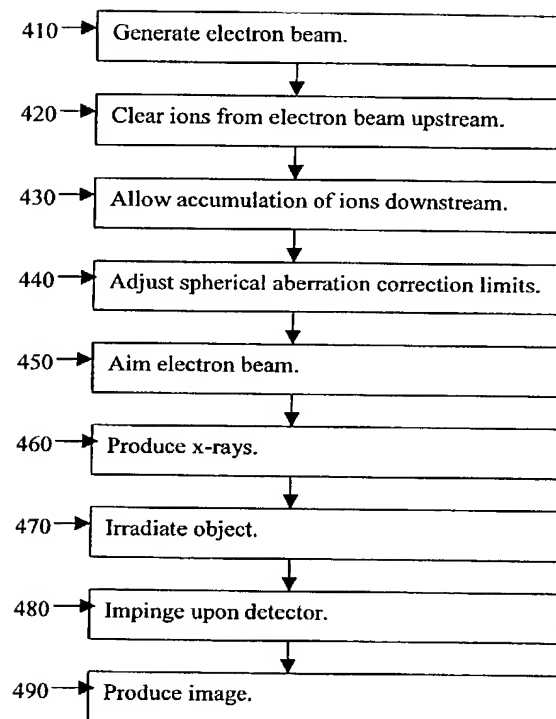 410 Generate electron beam.
420 Clear ions from electron beam upstream.
430 Allow accumulation of ions downstream.
440 Adjust spherical aberration correction limits.
450 Aim electron beam.
460 Produce x-rays.
470 Irradiate object.
480 Impinge upon detector.
490 Produce image.